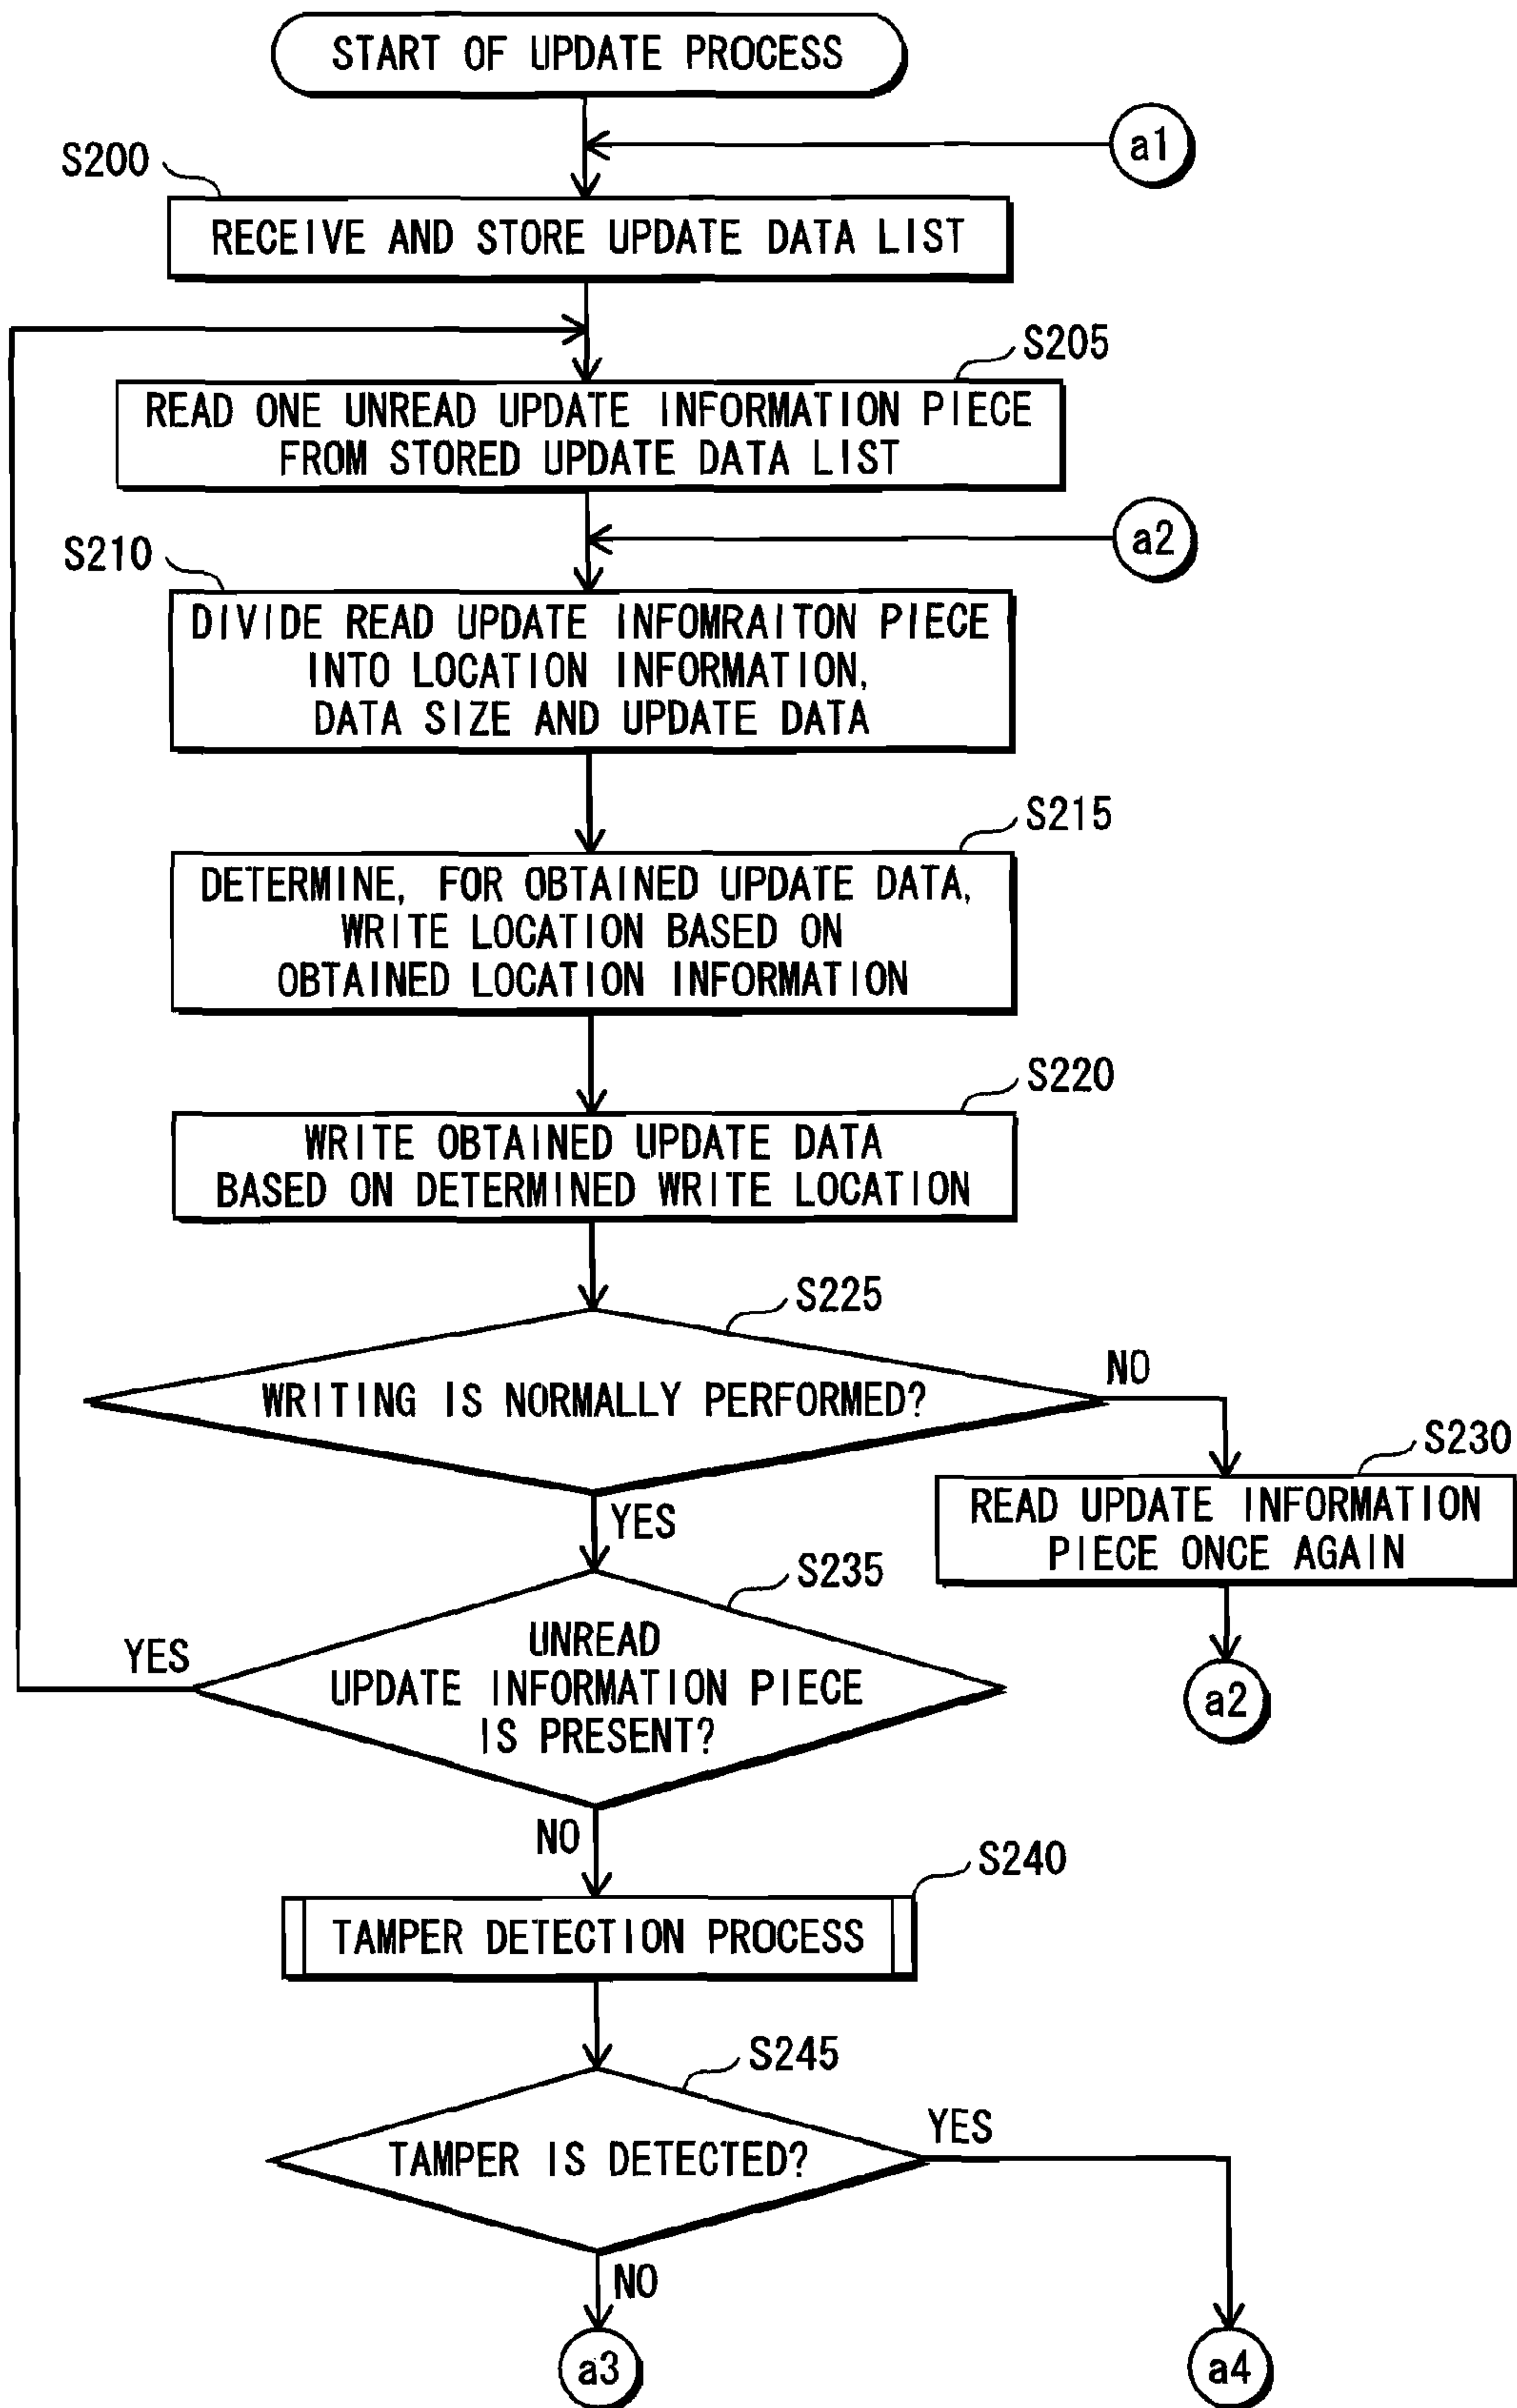 START OF UPDATE PROCESS
a1
S200
RECEIVE AND STORE UPDATE DATA LIST
S205
READ ONE UNREAD UPDATE INFORMATION PIECE
FROM STORED UPDATE DATA LIST
a2
S210
DIVIDE READ UPDATE INFOMRAITON PIECE
INTO LOCATION INFORMATION,
DATA SIZE AND UPDATE DATA
S215
DETERMINE, FOR OBTAINED UPDATE DATA,
WRITE LOCATION BASED ON
OBTAINED LOCATION INFORMATION
S220
WRITE OBTAINED UPDATE DATA
BASED ON DETERMINED WRITE LOCATION
S225
WRITING IS NORMALLY PERFORMED?
NO
S230
READ UPDATE INFORMATION
PIECE ONCE AGAIN
a2
YES
S235
UNREAD
UPDATE INFORMATION PIECE
IS PRESENT?
YES
NO
S240
TAMPER DETECTION PROCESS
S245
TAMPER IS DETECTED?
YES
NO
a3
a4